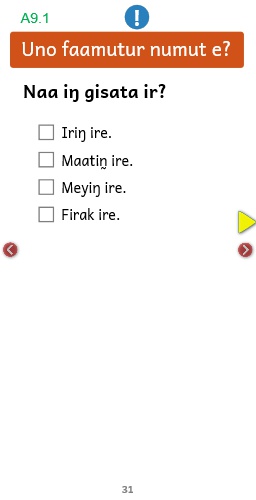 A9.1
!
Uno faamutur numut e?
Naa iŋ gisata ir?
Iriŋ ire.
Maatiŋ̰ ire.
Meyiŋ ire.
Firak ire.
31